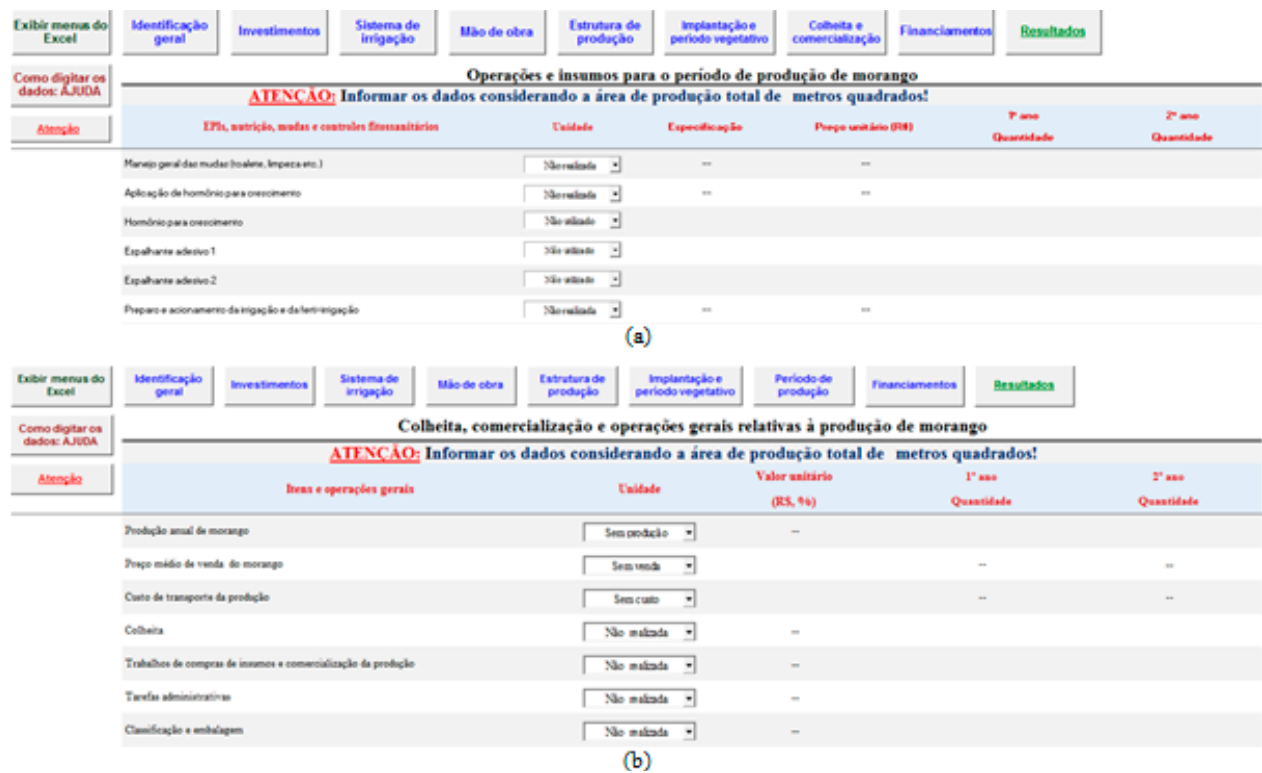 Exibir menus do Excel Identificação geral Investimentos Sistema de irrigação Mão de obra Estrutura de produção Implantação e período vegetativo Colheita e comercialização Financiamentos Resultados
Como digitar os dados: AJUDA
Operações e insumos para o período de produção de morango
ATENÇÃO: Informar os dados considerando a área de produção total de metros quadrados!
Atenção
EPIs, nutrição, mudas e controles fitossanitários Unidade Especificação Preço unitário (R$) 1º ano Quantidade 2º ano Quantidade
Manejo geral das mudas (toalete, limpeza etc.) Não realizada -- --
Aplicação de hormônio para crescimento Não realizada -- --
Hormônio para crescimento Não utilizado
Espalhante adesivo 1 Não utilizado
Espalhante adesivo 2 Não utilizado
Preparo e acionamento da irrigação e da fertirrigação Não realizada -- --
(a)
Exibir menus do Excel Identificação geral Investimentos Sistema de irrigação Mão de obra Estrutura de produção Implantação e período vegetativo Período de produção Financiamentos Resultados
Como digitar os dados: AJUDA
Colheita, comercialização e operações gerais relativas à produção de morango
ATENÇÃO: Informar os dados considerando a área de produção total de metros quadrados!
Atenção
Itens e operações gerais Unidade Valor unitário (R$, %) 1º ano Quantidade 2º ano Quantidade
Produção anual de morango Sem produção --
Preço médio de venda do morango Sem venda -- --
Custo de transporte da produção Sem custo -- --
Colheita Não realizada --
Trabalhos de compras de insumos e comercialização da produção Não realizada --
Tarefas administrativas Não realizada --
Classificação e embalagem Não realizada --
(b)